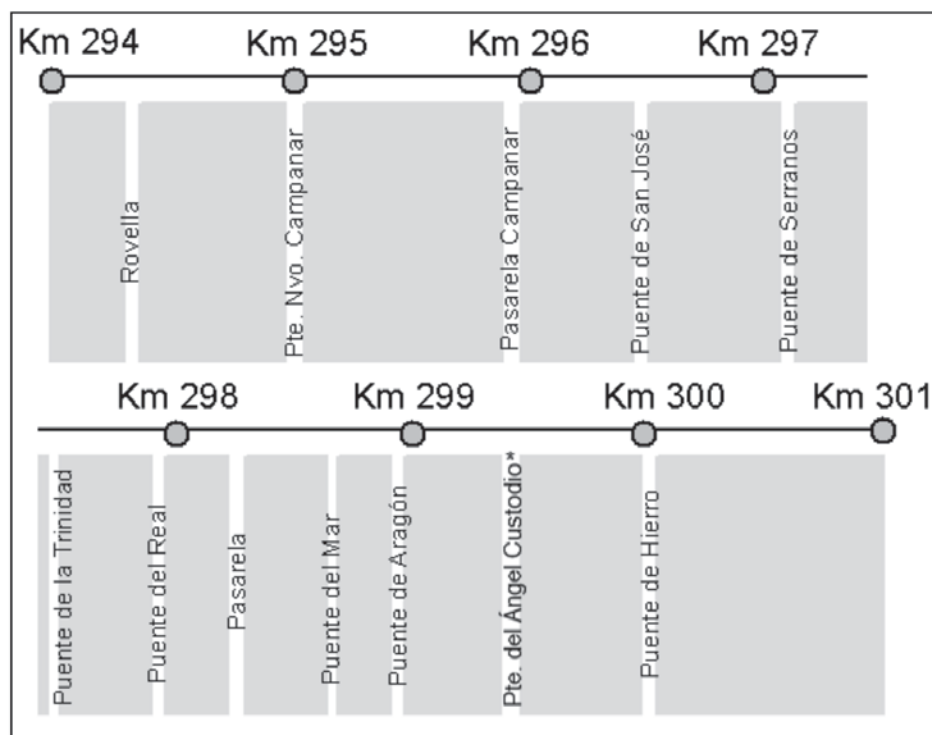 Km 294 Km 295 Km 296 Km 297
Rovella
Pte. Nvo. Campanar
Pasarela Campanar
Puente de San José
Puente de Serranos
Km 298 Km 299 Km 300 Km 301
Puente de la Trinidad
Puente del Real
Pasarela
Puente del Mar
Puente de Aragón
Pte. del Ángel Custodio*
Puente de Hierro